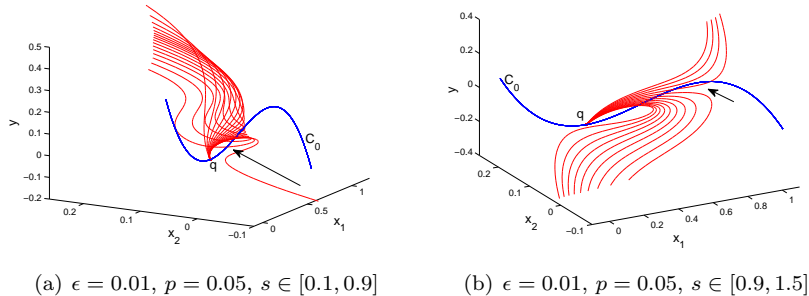 0.5
0.4
0.3
0.2
0.1
0
−0.1
−0.2
y
C₀
q
0.2
0.1
0
−0.1
x₂
0
0.5
1
x₁
0.4
0.2
0
−0.2
−0.4
y
C₀
q
0.2
0.1
0
−0.1
x₂
0
0.2
0.4
0.6
0.8
1
x₁
(a) ϵ = 0.01, p = 0.05, s ∈ [0.1, 0.9]
(b) ϵ = 0.01, p = 0.05, s ∈ [0.9, 1.5]